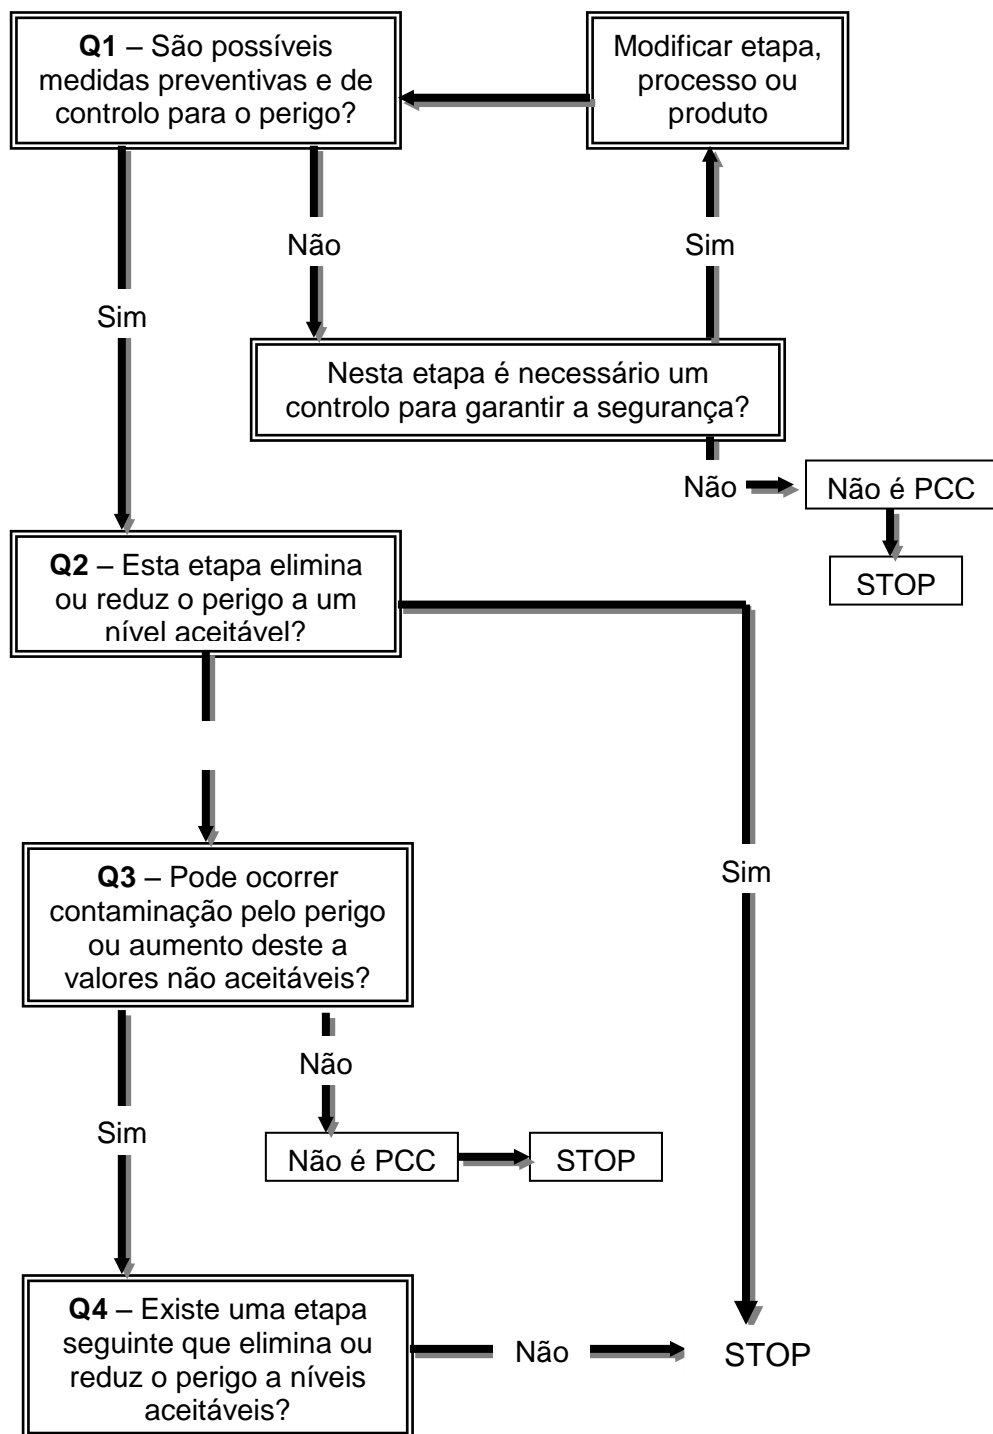 Q1 – São possíveis
medidas preventivas e de
controlo para o perigo?
Modificar etapa,
processo ou
produto
Não
Sim
Sim
Nesta etapa é necessário um
controlo para garantir a segurança?
Não
Não é PCC
STOP
Q2 – Esta etapa elimina
ou reduz o perigo a um
nível aceitável?
Sim
Q3 – Pode ocorrer
contaminação pelo perigo
ou aumento deste a
valores não aceitáveis?
Não
Sim
Não é PCC
STOP
Q4 – Existe uma etapa
seguinte que elimina ou
reduz o perigo a níveis
aceitáveis?
Não
STOP